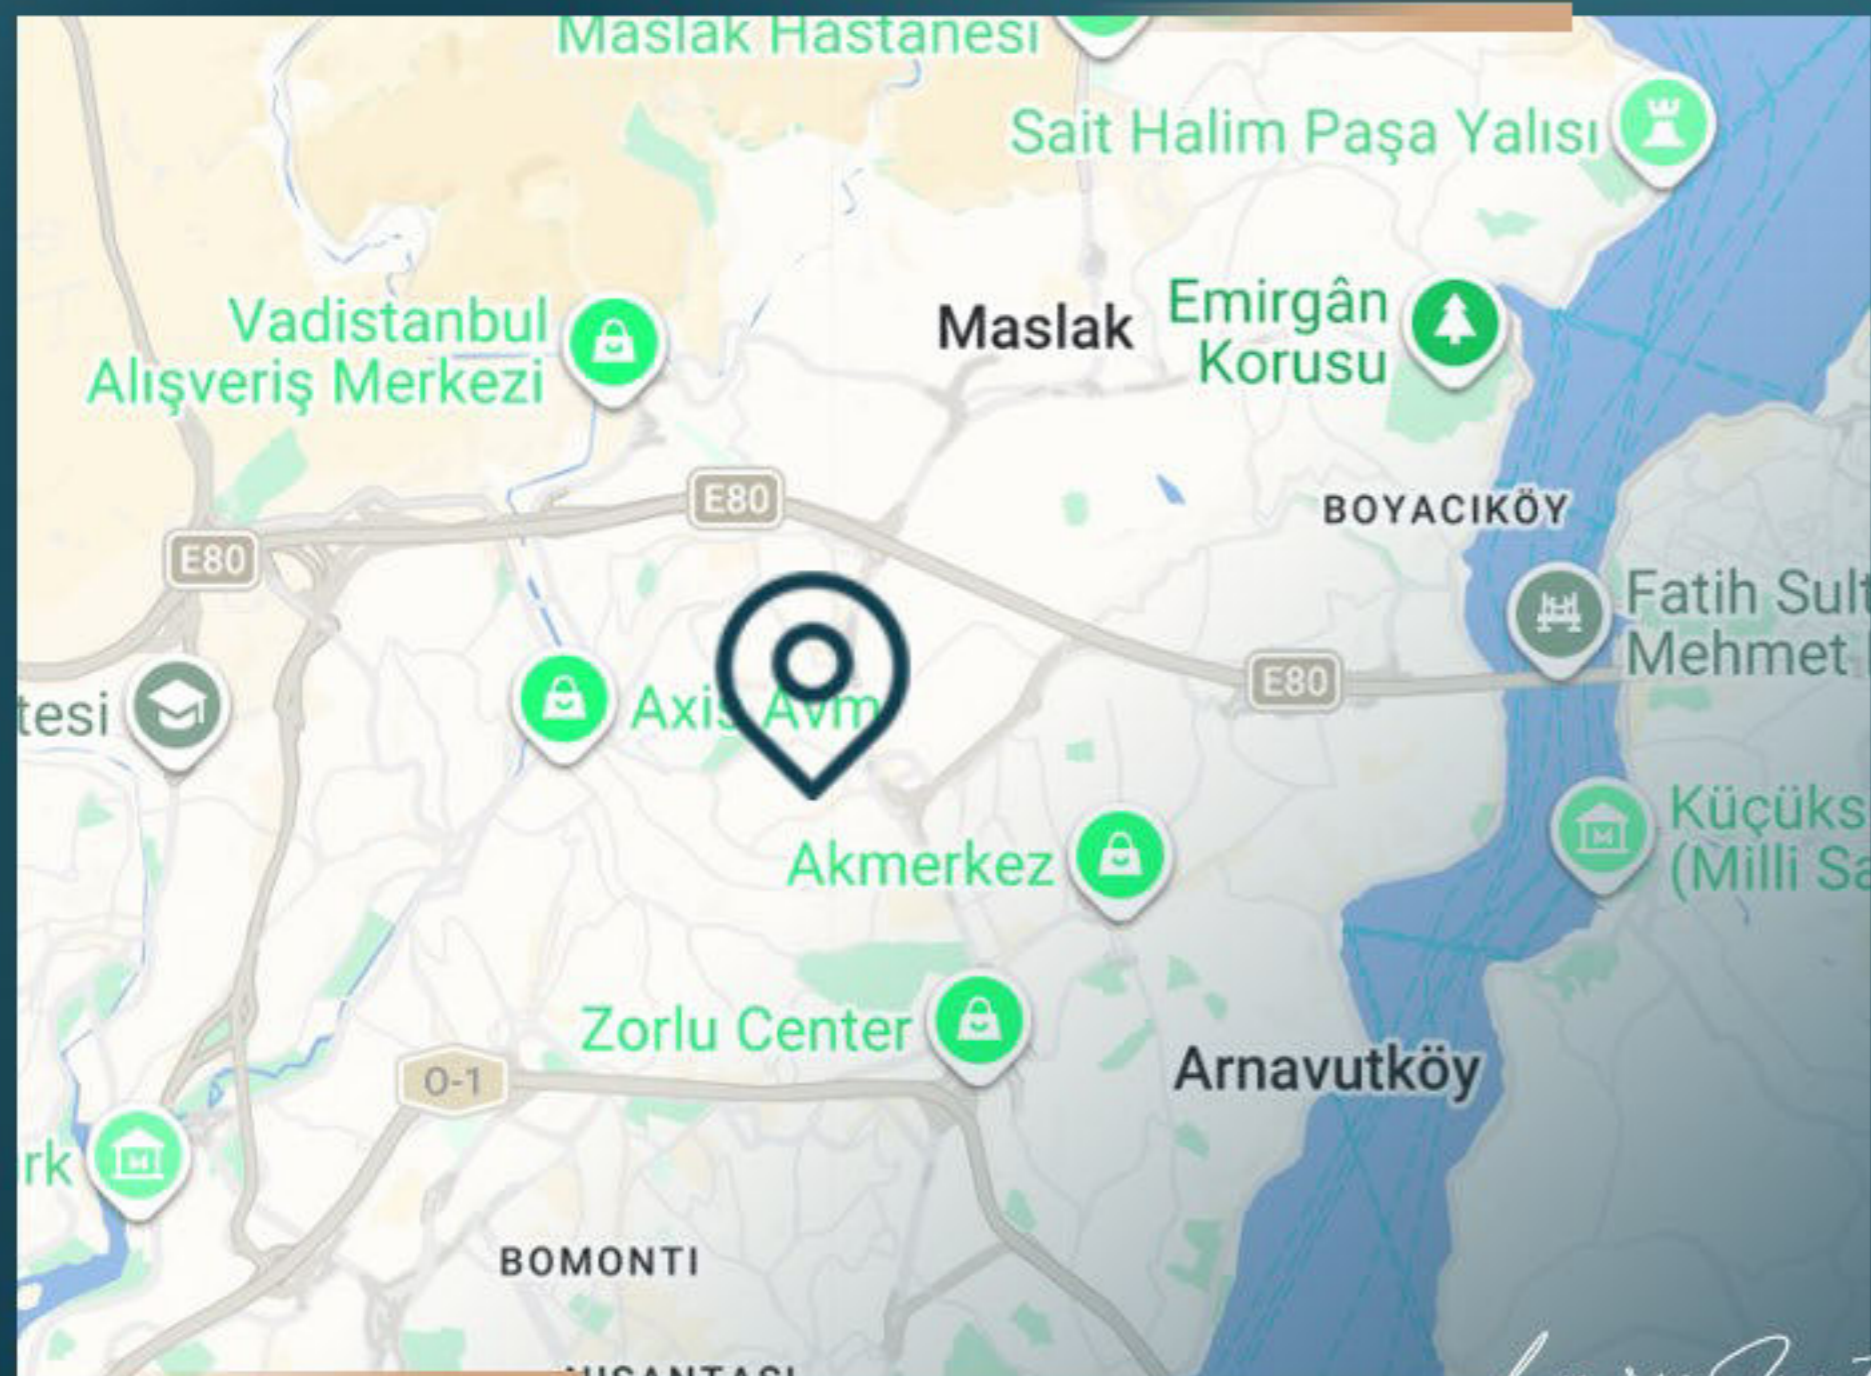 Maslak Hastanesi
Sait Halim Paşa Yalısı
Vadistanbul
Alışveriş Merkezi
Maslak
Emirgân
Korusu
E80
BOYACIKÖY
E80
Fatih Sult
Mehmet
E80
tesi
Axis Avm
Küçüks
(Milli Sa
Akmerkez
Zorlu Center
Arnavutköy
O-1
rk
BOMONTI
NIŞANTAŞI